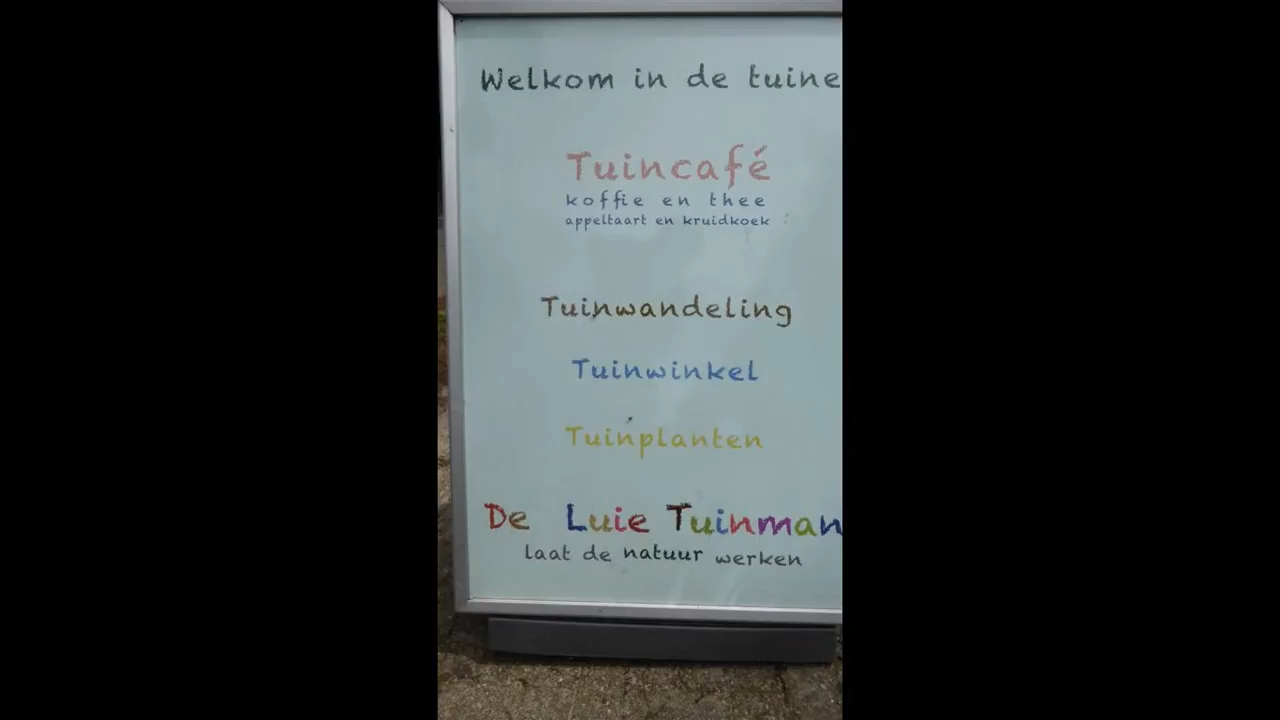 Welkom in de tuine
Tuincafé
koffie en thee
appeltaart en kruidkoek
Tuinwandeling
Tuinwinkel
Tuinplanten
De Luie Tuinman
laat de natuur werken